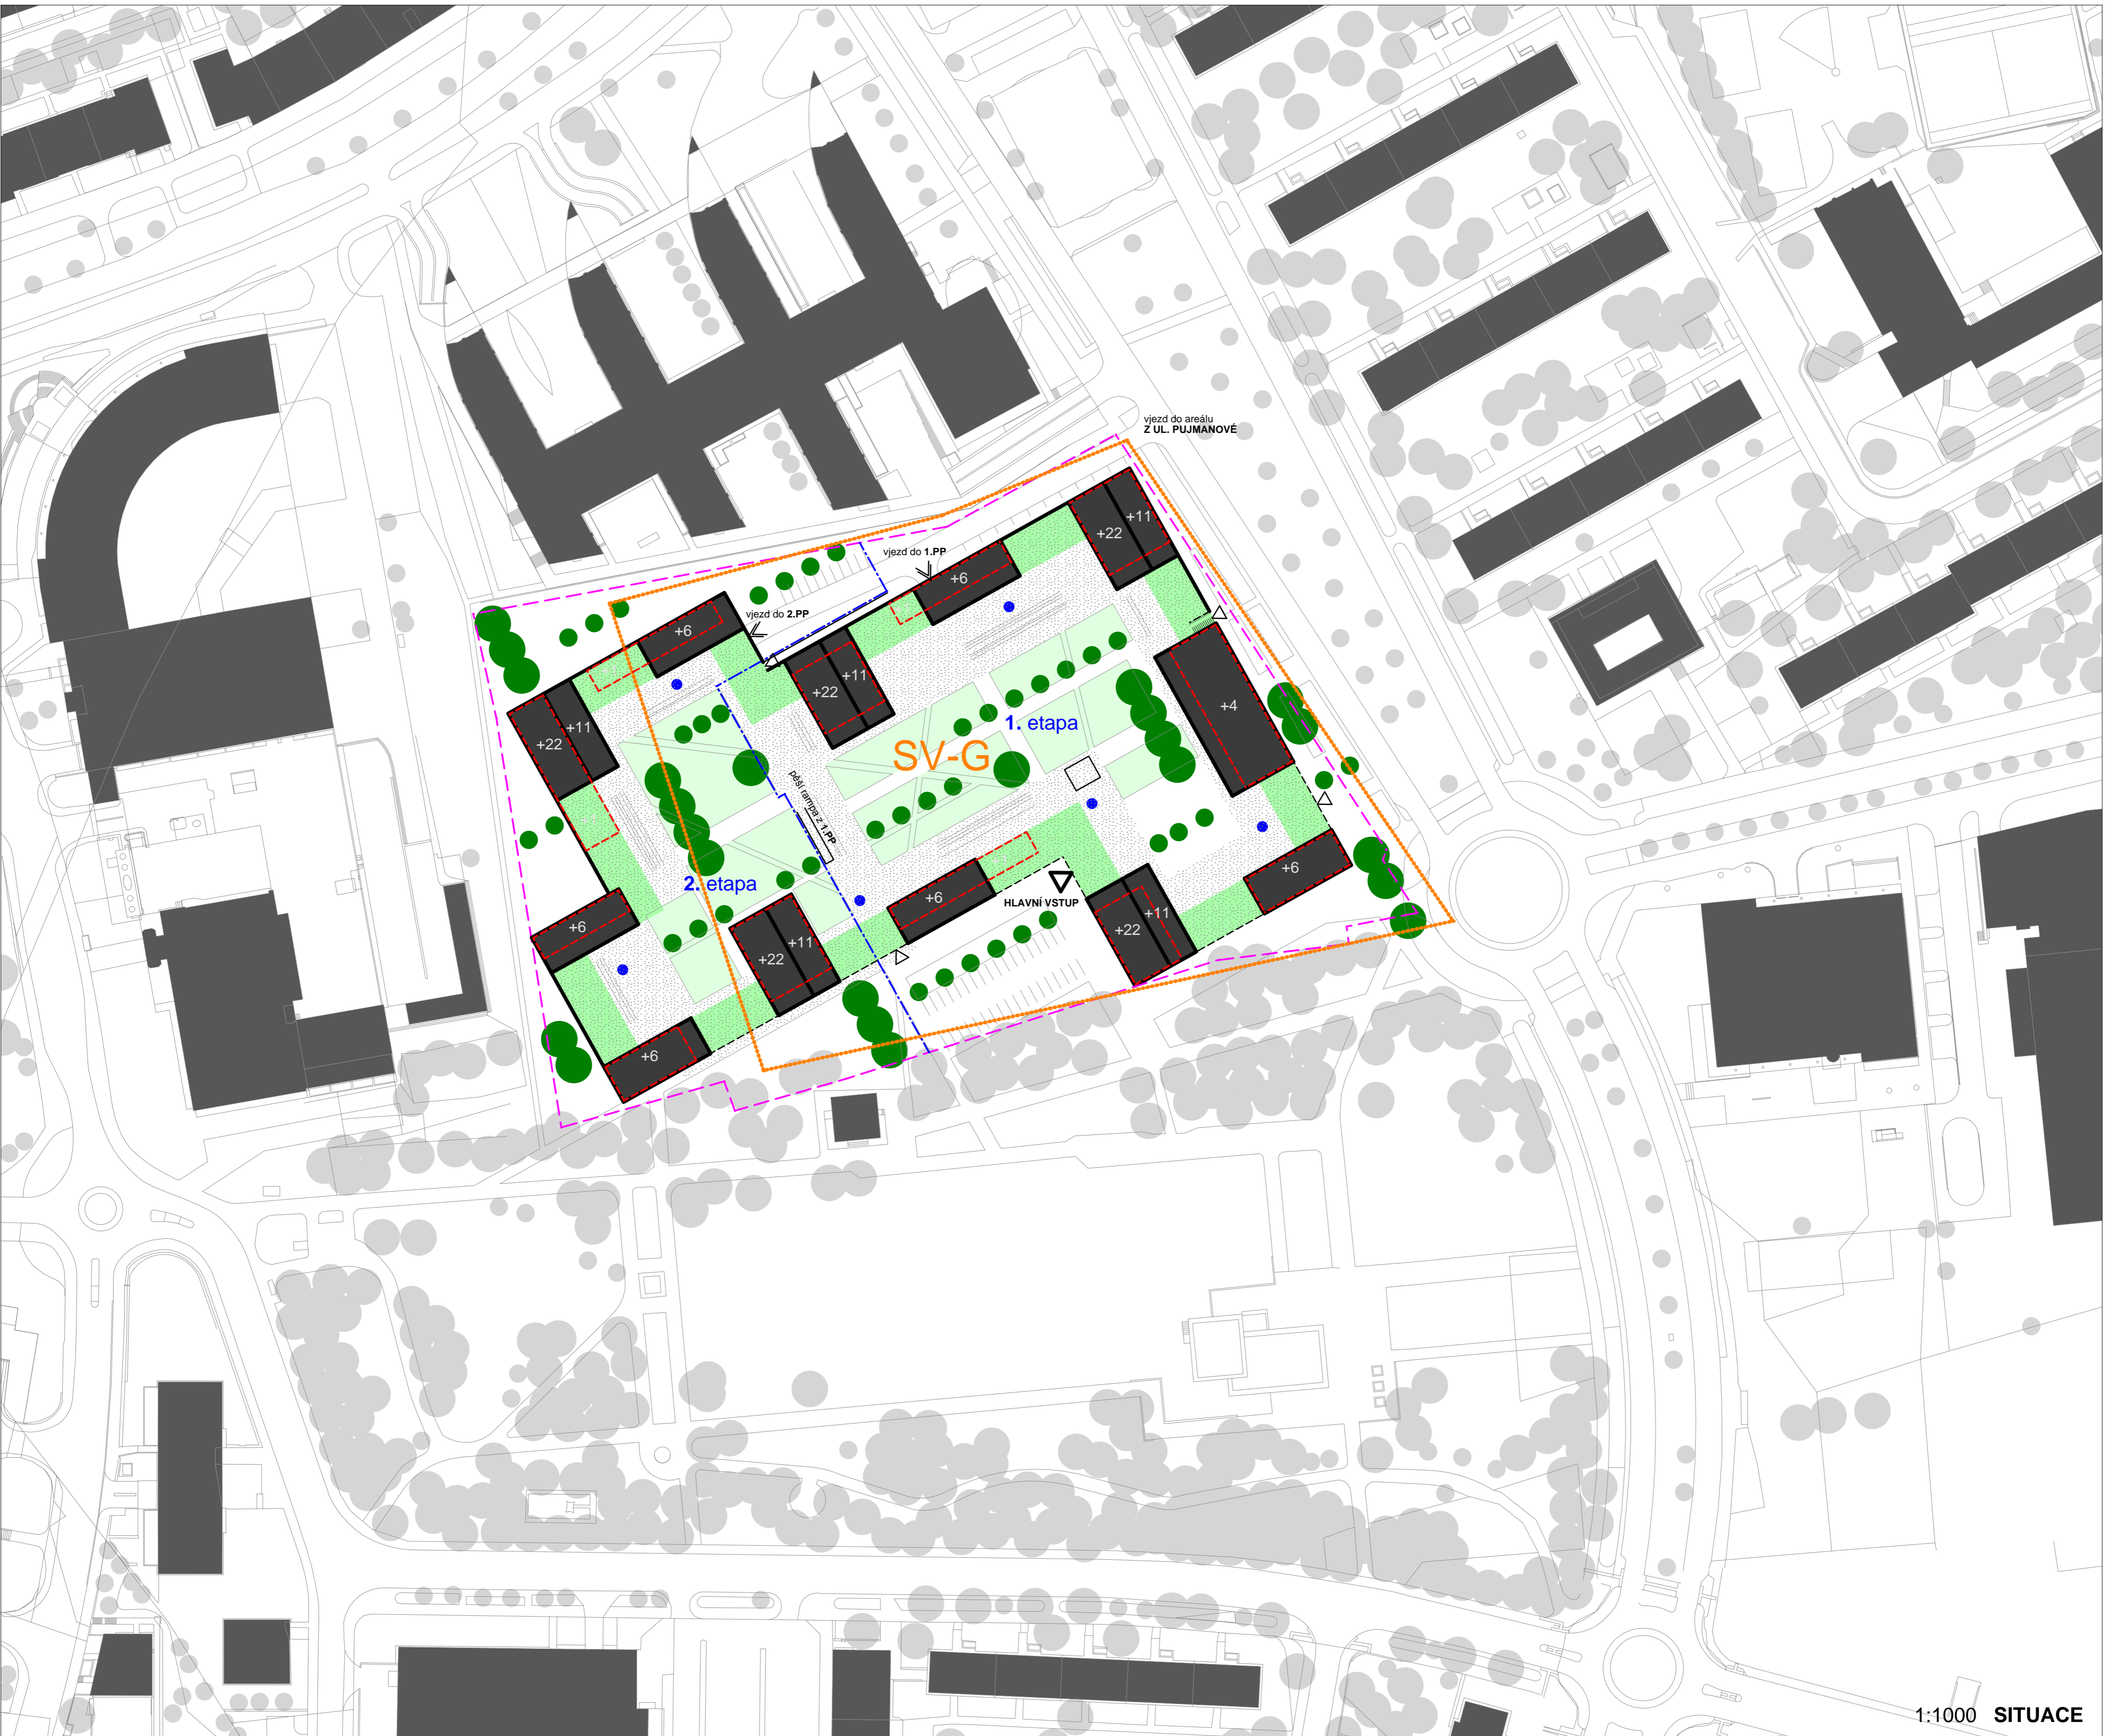 vjezd do areálu
Z UL. PUJMANOVÉ
+11
+22
vjezd do 1.PP
+6
vjezd do 2.PP
+6
+11
+22
+4
+11
+22
1. etapa
SV-G
pěší rampa z 1.PP
2. etapa
+6
+6
+6
HLAVNÍ VSTUP
+11
+22
+11
+22
+6
1:1000 SITUACE